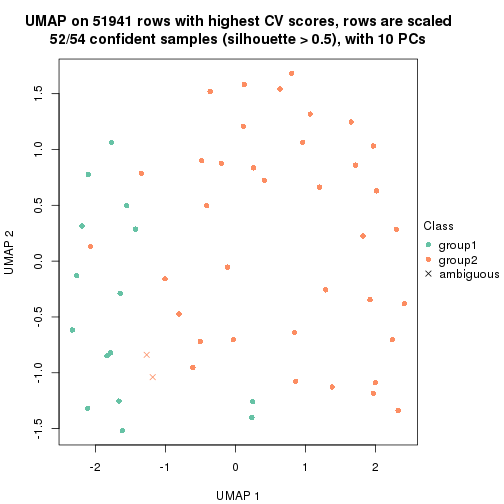 UMAP on 51941 rows with highest CV scores, rows are scaled
52/54 confident samples (silhouette > 0.5), with 10 PCs
1.5
1.0
0.5
0.0
-0.5
-1.0
-1.5
UMAP 2
-2
-1
0
1
2
UMAP 1
Class
group1
group2
ambiguous